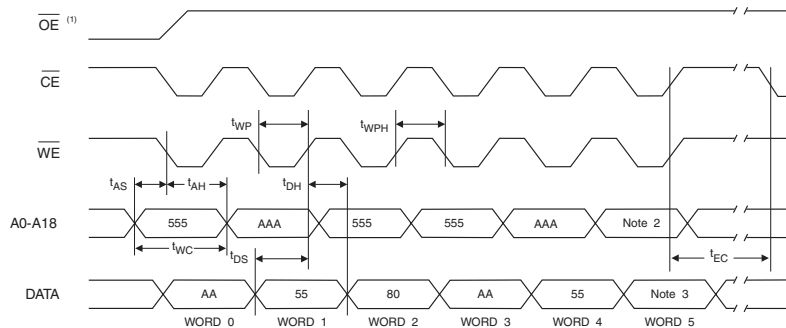 OE (1)
CE
tWP tWPH
WE
tAS tAH tDH
A0-A18 555 AAA 555 555 AAA Note 2
tWC tDS tEC
DATA AA 55 80 AA 55 Note 3
WORD 0 WORD 1 WORD 2 WORD 3 WORD 4 WORD 5